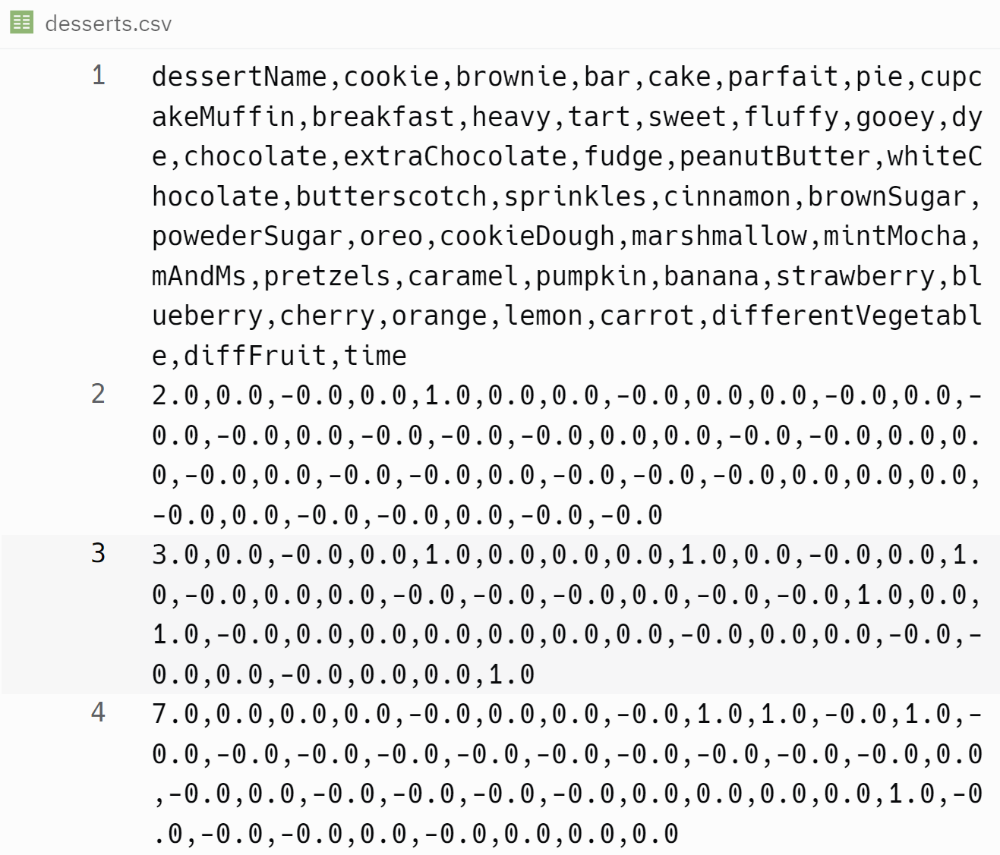 desserts.csv
1 dessertName,cookie,brownie,bar,cake,parfait,pie,cupc
akeMuffin,breakfast,heavy,tart,sweet,fluffy,gooey,dy
e,chocolate,extraChocolate,fudge,peanutButter,whiteC
hocolate,butterscotch,sprinkles,cinnamon,brownSugar,
powederSugar,oreo,cookieDough,marshmallow,mintMocha,
mAndMs,pretzels,caramel,pumpkin,banana,strawberry,bl
ueberry,cherry,orange,lemon,carrot,differentVegetabl
e,diffFruit,time
2 2.0,0.0,-0.0,0.0,1.0,0.0,0.0,-0.0,0.0,0.0,-0.0,0.0,-
0.0,-0.0,0.0,-0.0,-0.0,-0.0,0.0,0.0,-0.0,-0.0,0.0,0.
0,-0.0,0.0,-0.0,-0.0,0.0,-0.0,-0.0,-0.0,0.0,0.0,0.0,
-0.0,0.0,-0.0,-0.0,0.0,-0.0,-0.0
3 3.0,0.0,-0.0,0.0,1.0,0.0,0.0,0.0,1.0,0.0,-0.0,0.0,1.
0,-0.0,0.0,0.0,-0.0,-0.0,-0.0,0.0,-0.0,-0.0,1.0,0.0,
1.0,-0.0,0.0,0.0,0.0,0.0,0.0,0.0,-0.0,0.0,0.0,-0.0,-
0.0,0.0,-0.0,0.0,0.0,1.0
4 7.0,0.0,0.0,0.0,-0.0,0.0,0.0,-0.0,1.0,1.0,-0.0,1.0,-
0.0,-0.0,-0.0,-0.0,-0.0,-0.0,-0.0,-0.0,-0.0,-0.0,0.0
,-0.0,0.0,-0.0,-0.0,-0.0,-0.0,0.0,0.0,0.0,0.0,1.0,-0
.0,-0.0,-0.0,0.0,-0.0,0.0,0.0,0.0